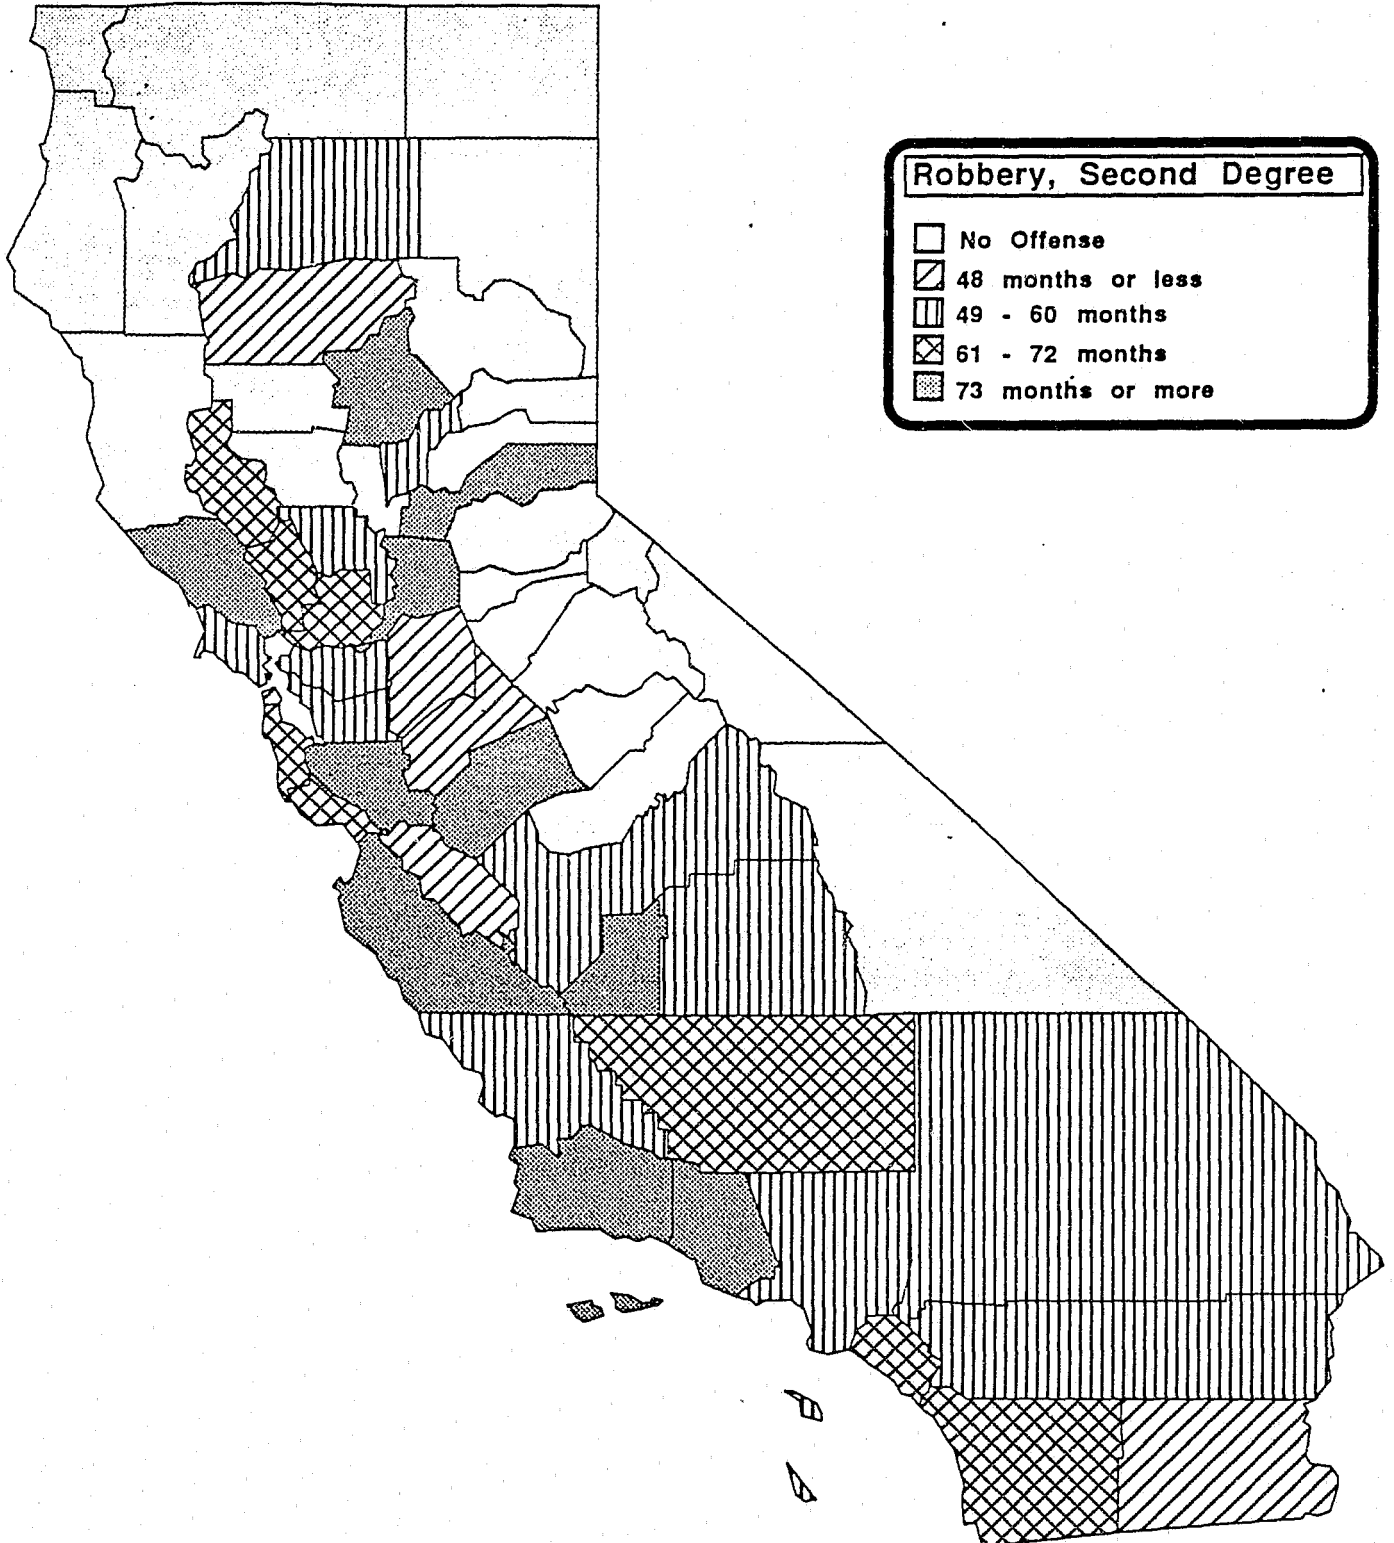 Robbery, Second Degree
No Offense
48 months or less
49 - 60 months
61 - 72 months
73 months or more